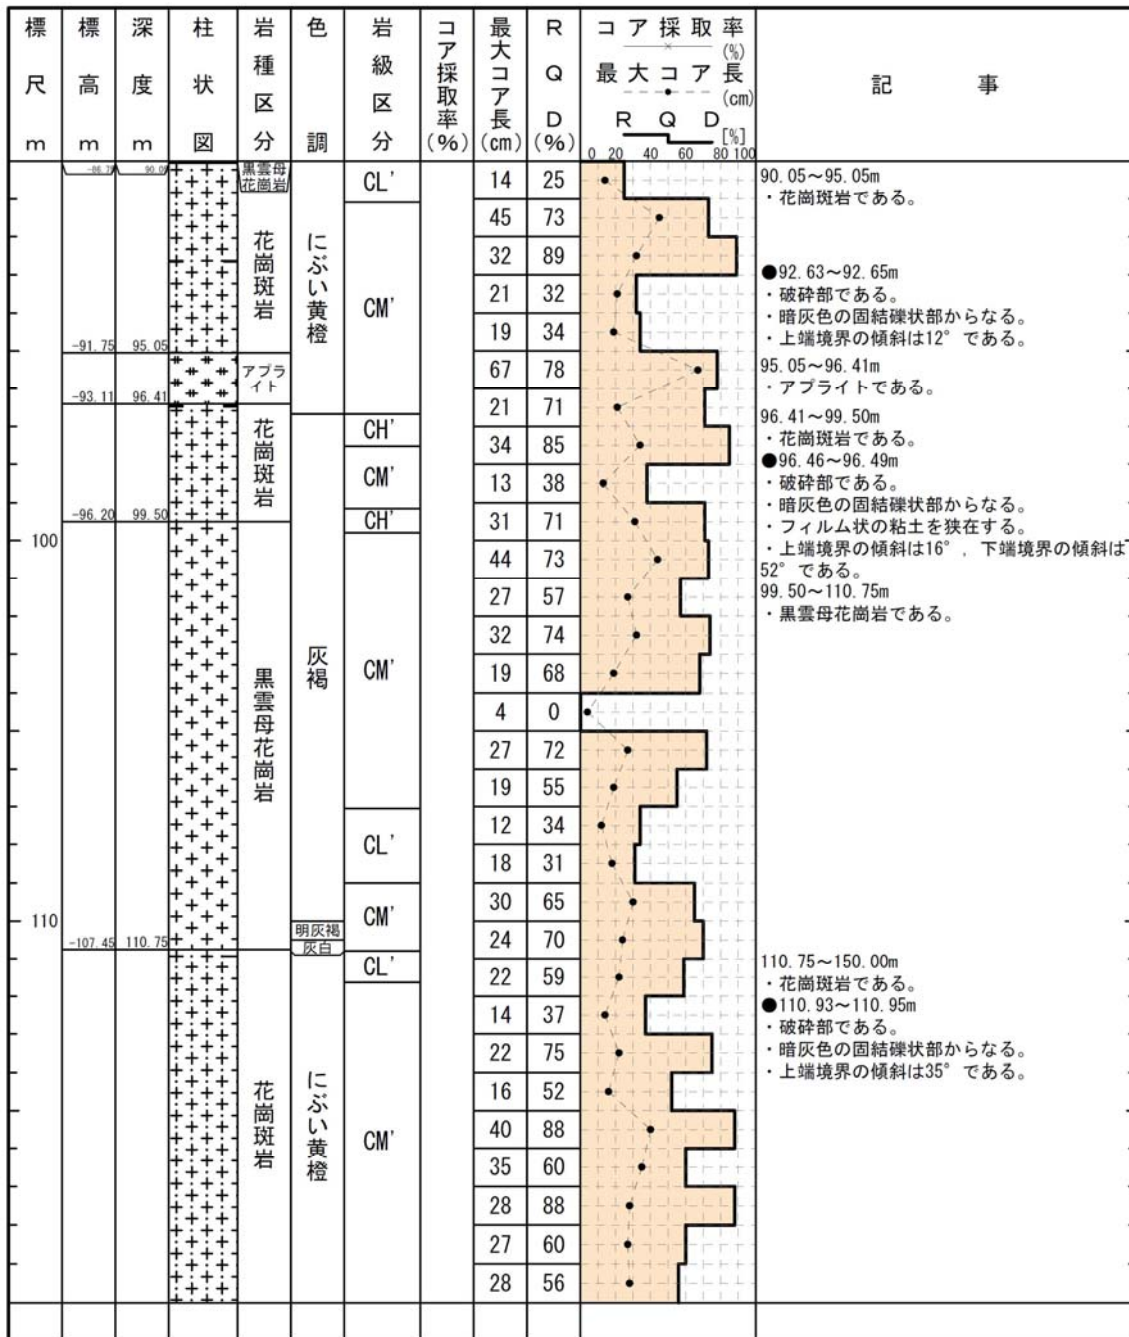 標尺 m
標高 m
深度 m
柱状図
岩種区分
色調
岩級区分
コア採取率(%)
最大コア長(cm)
RQD(%)
コア採取率(%)
最大コア長(cm)
RQD[%]
0 20 40 60 80 100
記事
90.05
黒雲母花崗岩
花崗斑岩
にぶい黄橙
CL'
CM'
-91.75 95.05
アプライト
-93.11 96.41
花崗斑岩
CH'
CM'
-96.20 99.50
CH'
100
黒雲母花崗岩
灰褐
CM'
CL'
CM'
110
明灰褐
-107.45 110.75
灰白
CL'
花崗斑岩
にぶい黄橙
CM'
14 25
45 73
32 89
21 32
19 34
67 78
21 71
34 85
13 38
31 71
44 73
27 57
32 74
19 68
4 0
27 72
19 55
12 34
18 31
30 65
24 70
22 59
14 37
22 75
16 52
40 88
35 60
28 88
27 60
28 56
90.05～95.05m
・花崗斑岩である。
●92.63～92.65m
・破砕部である。
・暗灰色の固結礫状部からなる。
・上端境界の傾斜は12°である。
95.05～96.41m
・アプライトである。
96.41～99.50m
・花崗斑岩である。
●96.46～96.49m
・破砕部である。
・暗灰色の固結礫状部からなる。
・フィルム状の粘土を狭在する。
・上端境界の傾斜は16°，下端境界の傾斜は
52°である。
99.50～110.75m
・黒雲母花崗岩である。
110.75～150.00m
・花崗斑岩である。
●110.93～110.95m
・破砕部である。
・暗灰色の固結礫状部からなる。
・上端境界の傾斜は35°である。